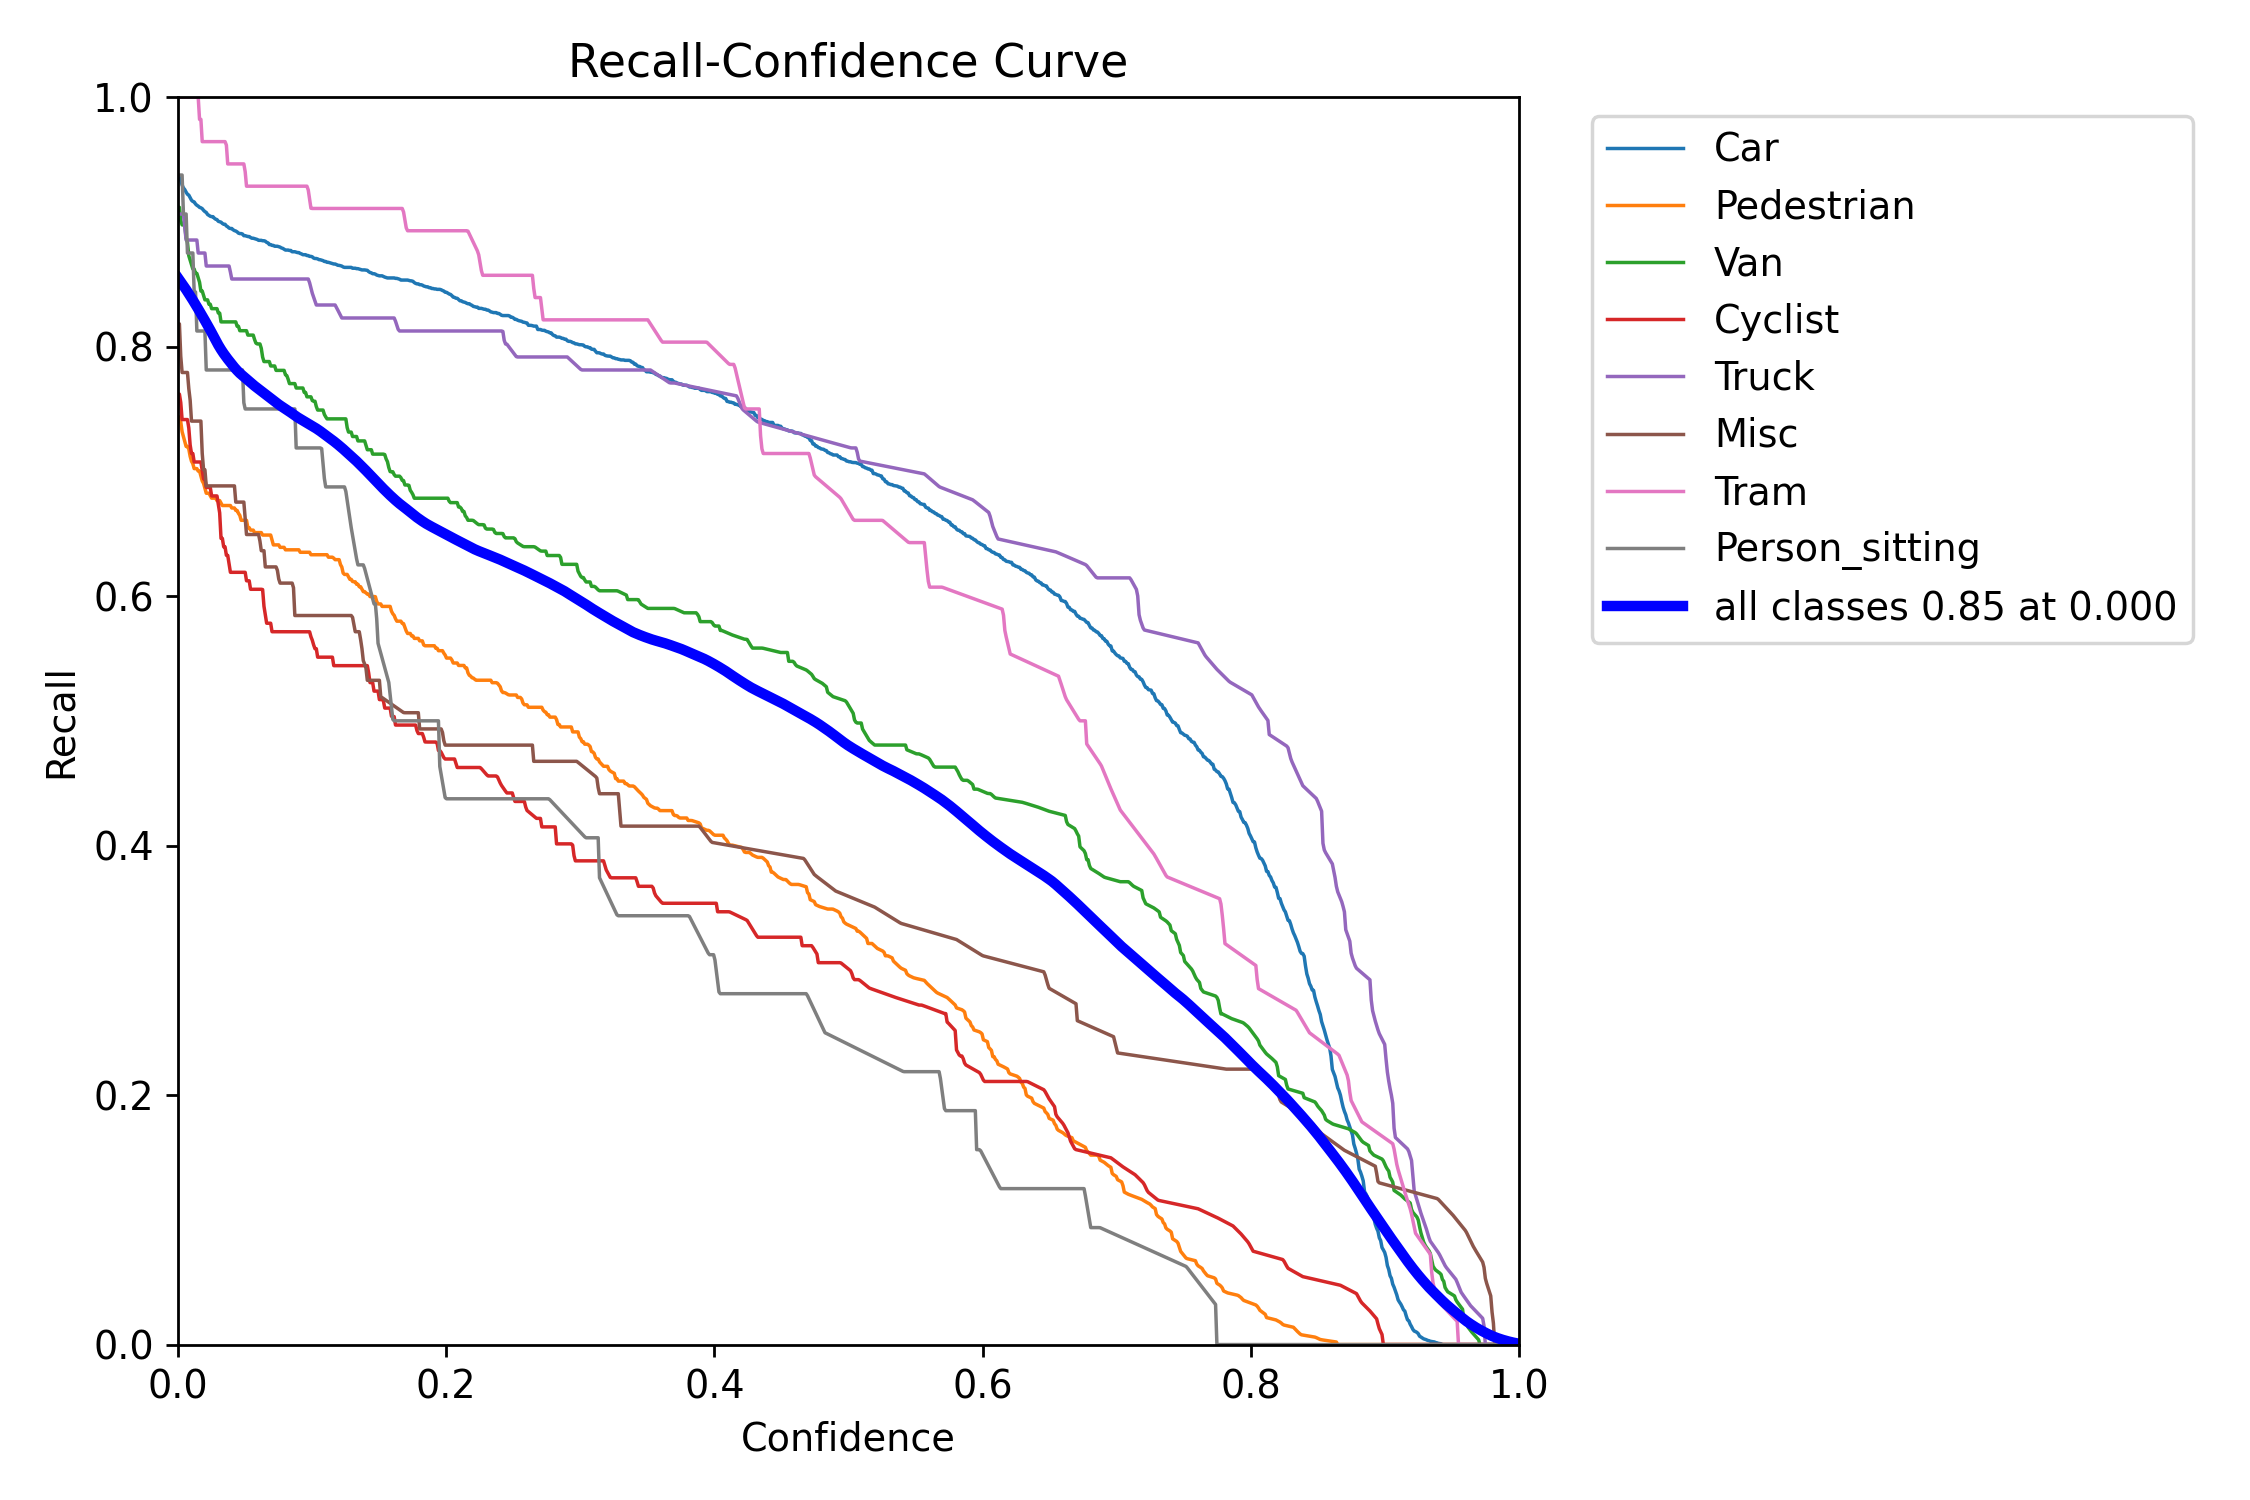 Recall-Confidence Curve
1.0
0.8
0.6
0.4
0.2
0.0
Recall
0.0 0.2 0.4 0.6 0.8 1.0
Confidence
Car
Pedestrian
Van
Cyclist
Truck
Misc
Tram
Person_sitting
all classes 0.85 at 0.000